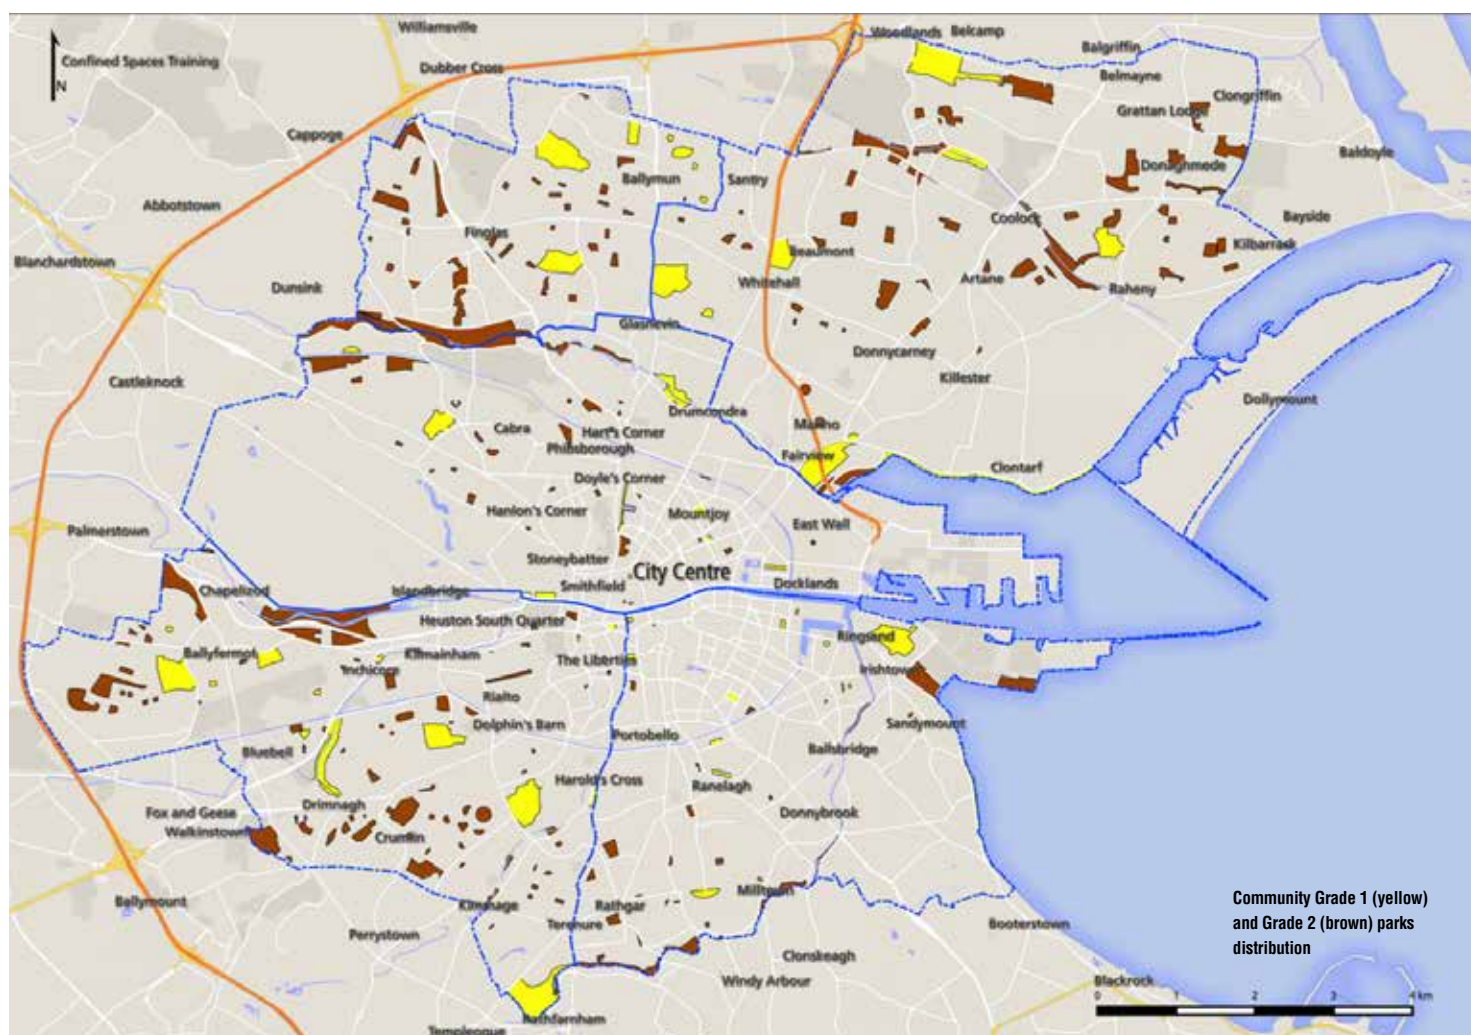 Williamsville
Woodlands
Belcamp
Balgriffin
Confined Spaces Training
N
Dubber Cross
Belmayne
Clongriffin
Grattan Lodge
Cappoge
Baldoyle
Donaghmede
Ballymun
Santry
Abbotstown
Coolock
Bayside
Finglas
Kilbarrack
Beaumont
Blanchardstown
Whitehall
Artane
Dunsink
Raheny
Glasnevin
Donnycarney
Killester
Castleknock
Dollymount
Drumcondra
Marino
Cabra
Hart's Corner
Phibsborough
Fairview
Clontarf
Doyle's Corner
Hanlon's Corner
Mountjoy
East Wall
Palmerstown
Stoneybatter
City Centre
Chapelizod
Islandbridge
Smithfield
Docklands
Heuston South Quarter
Ringsend
Ballyfermot
Kilmainham
The Liberties
Inchicore
Irishtown
Rialto
Dolphin's Barn
Sandymount
Portobello
Bluebell
Ballsbridge
Harold's Cross
Ranelagh
Drimnagh
Fox and Geese
Donnybrook
Walkinstown
Crumlin
Milltown
Ballymount
Kimmage
Rathgar
Community Grade 1 (yellow)
and Grade 2 (brown) parks
distribution
Terenure
Booterstown
Perrystown
Clonskeagh
Windy Arbour
Blackrock
0 1 2 3 4 km
Rathfarnham
Templeogue